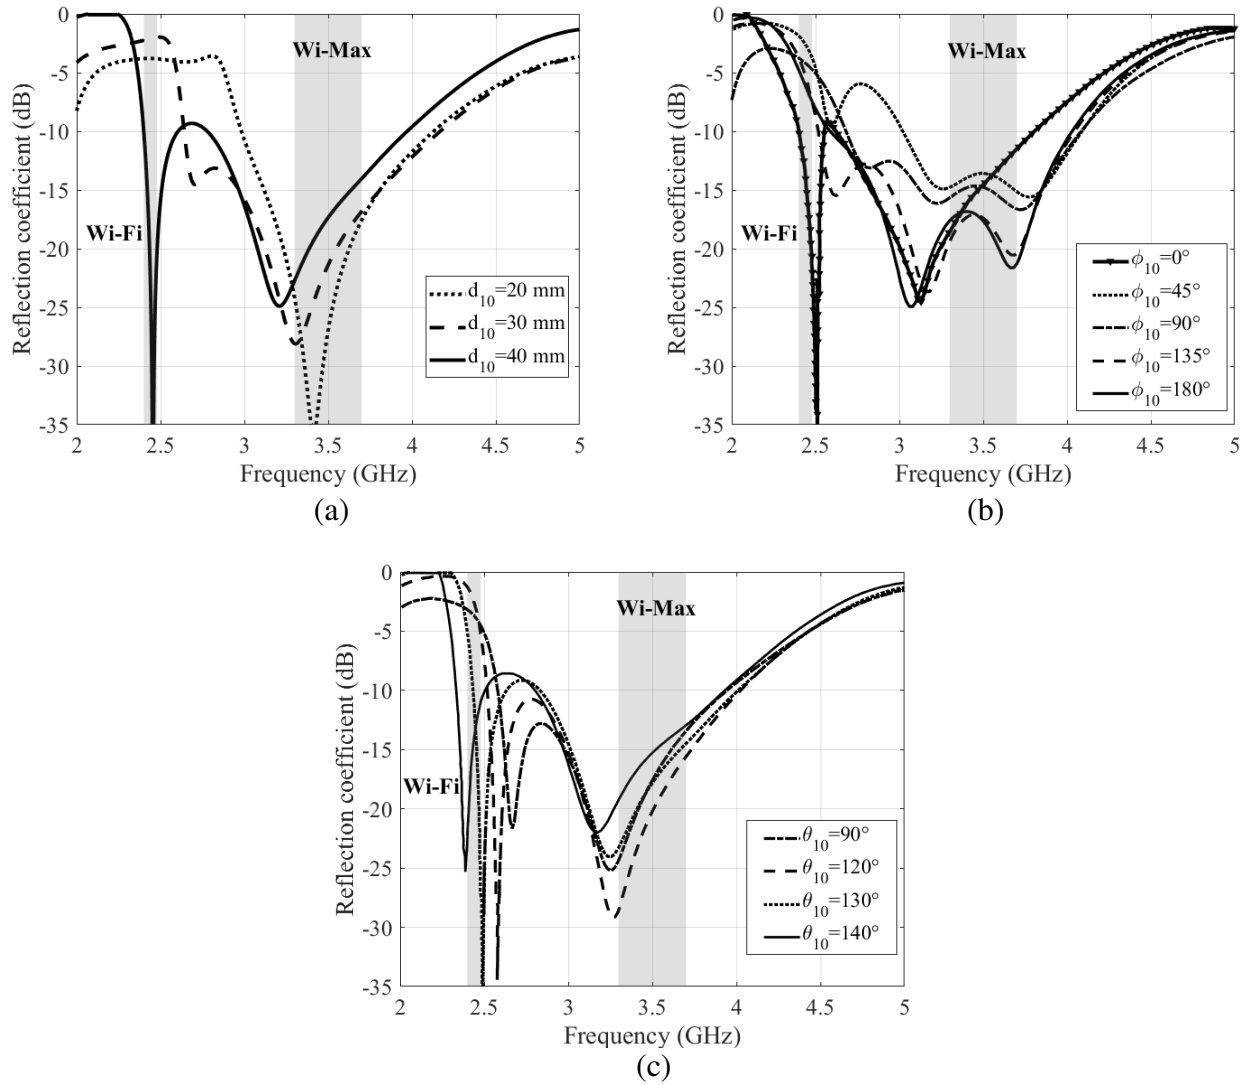 0
-5
-10
-15
-20
-25
-30
-35
Reflection coefficient (dB)
Wi-Max
Wi-Fi
d10=20 mm
d10=30 mm
d10=40 mm
2 2.5 3 3.5 4 4.5 5
Frequency (GHz)
(a)
0
-5
-10
-15
-20
-25
-30
-35
Reflection coefficient (dB)
Wi-Max
Wi-Fi
ϕ10=0°
ϕ10=45°
ϕ10=90°
ϕ10=135°
ϕ10=180°
2 2.5 3 3.5 4 4.5 5
Frequency (GHz)
(b)
0
-5
-10
-15
-20
-25
-30
-35
Reflection coefficient (dB)
Wi-Max
Wi-Fi
θ10=90°
θ10=120°
θ10=130°
θ10=140°
2 2.5 3 3.5 4 4.5 5
Frequency (GHz)
(c)